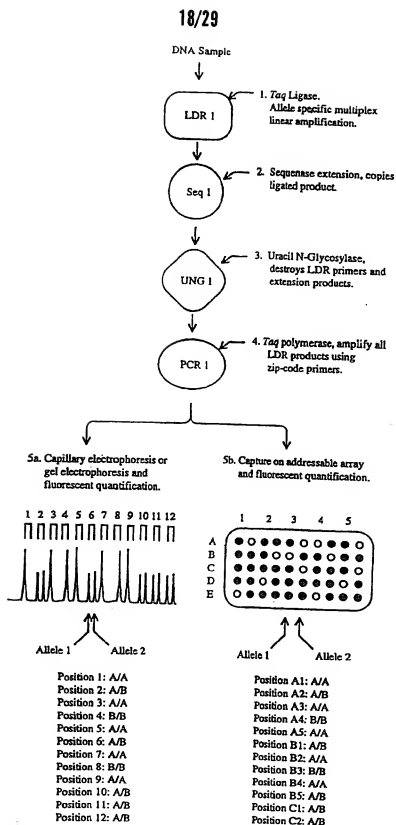 18/29
DNA Sample
LDR 1
1. Taq Ligase.
Allele specific multiplex
linear amplification.
Seq 1
2. Sequenase extension, copies
ligated product.
UNG 1
3. Uracil N-Glycosylase,
destroys LDR primers and
extension products.
PCR 1
4. Taq polymerase, amplify all
LDR products using
zip-code primers.
5a. Capillary electrophoresis or
gel electrophoresis and
fluorescent quantification.
1 2 3 4 5 6 7 8 9 10 11 12
Allele 1 Allele 2
Position 1: A/A
Position 2: A/B
Position 3: A/A
Position 4: B/B
Position 5: A/A
Position 6: A/B
Position 7: A/A
Position 8: B/B
Position 9: A/A
Position 10: A/B
Position 11: A/B
Position 12: A/B
5b. Capture on addressable array
and fluorescent quantification.
1 2 3 4 5
A
B
C
D
E
Allele 1 Allele 2
Position A1: A/A
Position A2: A/B
Position A3: A/A
Position A4: B/B
Position A5: A/A
Position B1: A/B
Position B2: A/A
Position B3: B/B
Position B4: A/A
Position B5: A/B
Position C1: A/B
Position C2: A/B